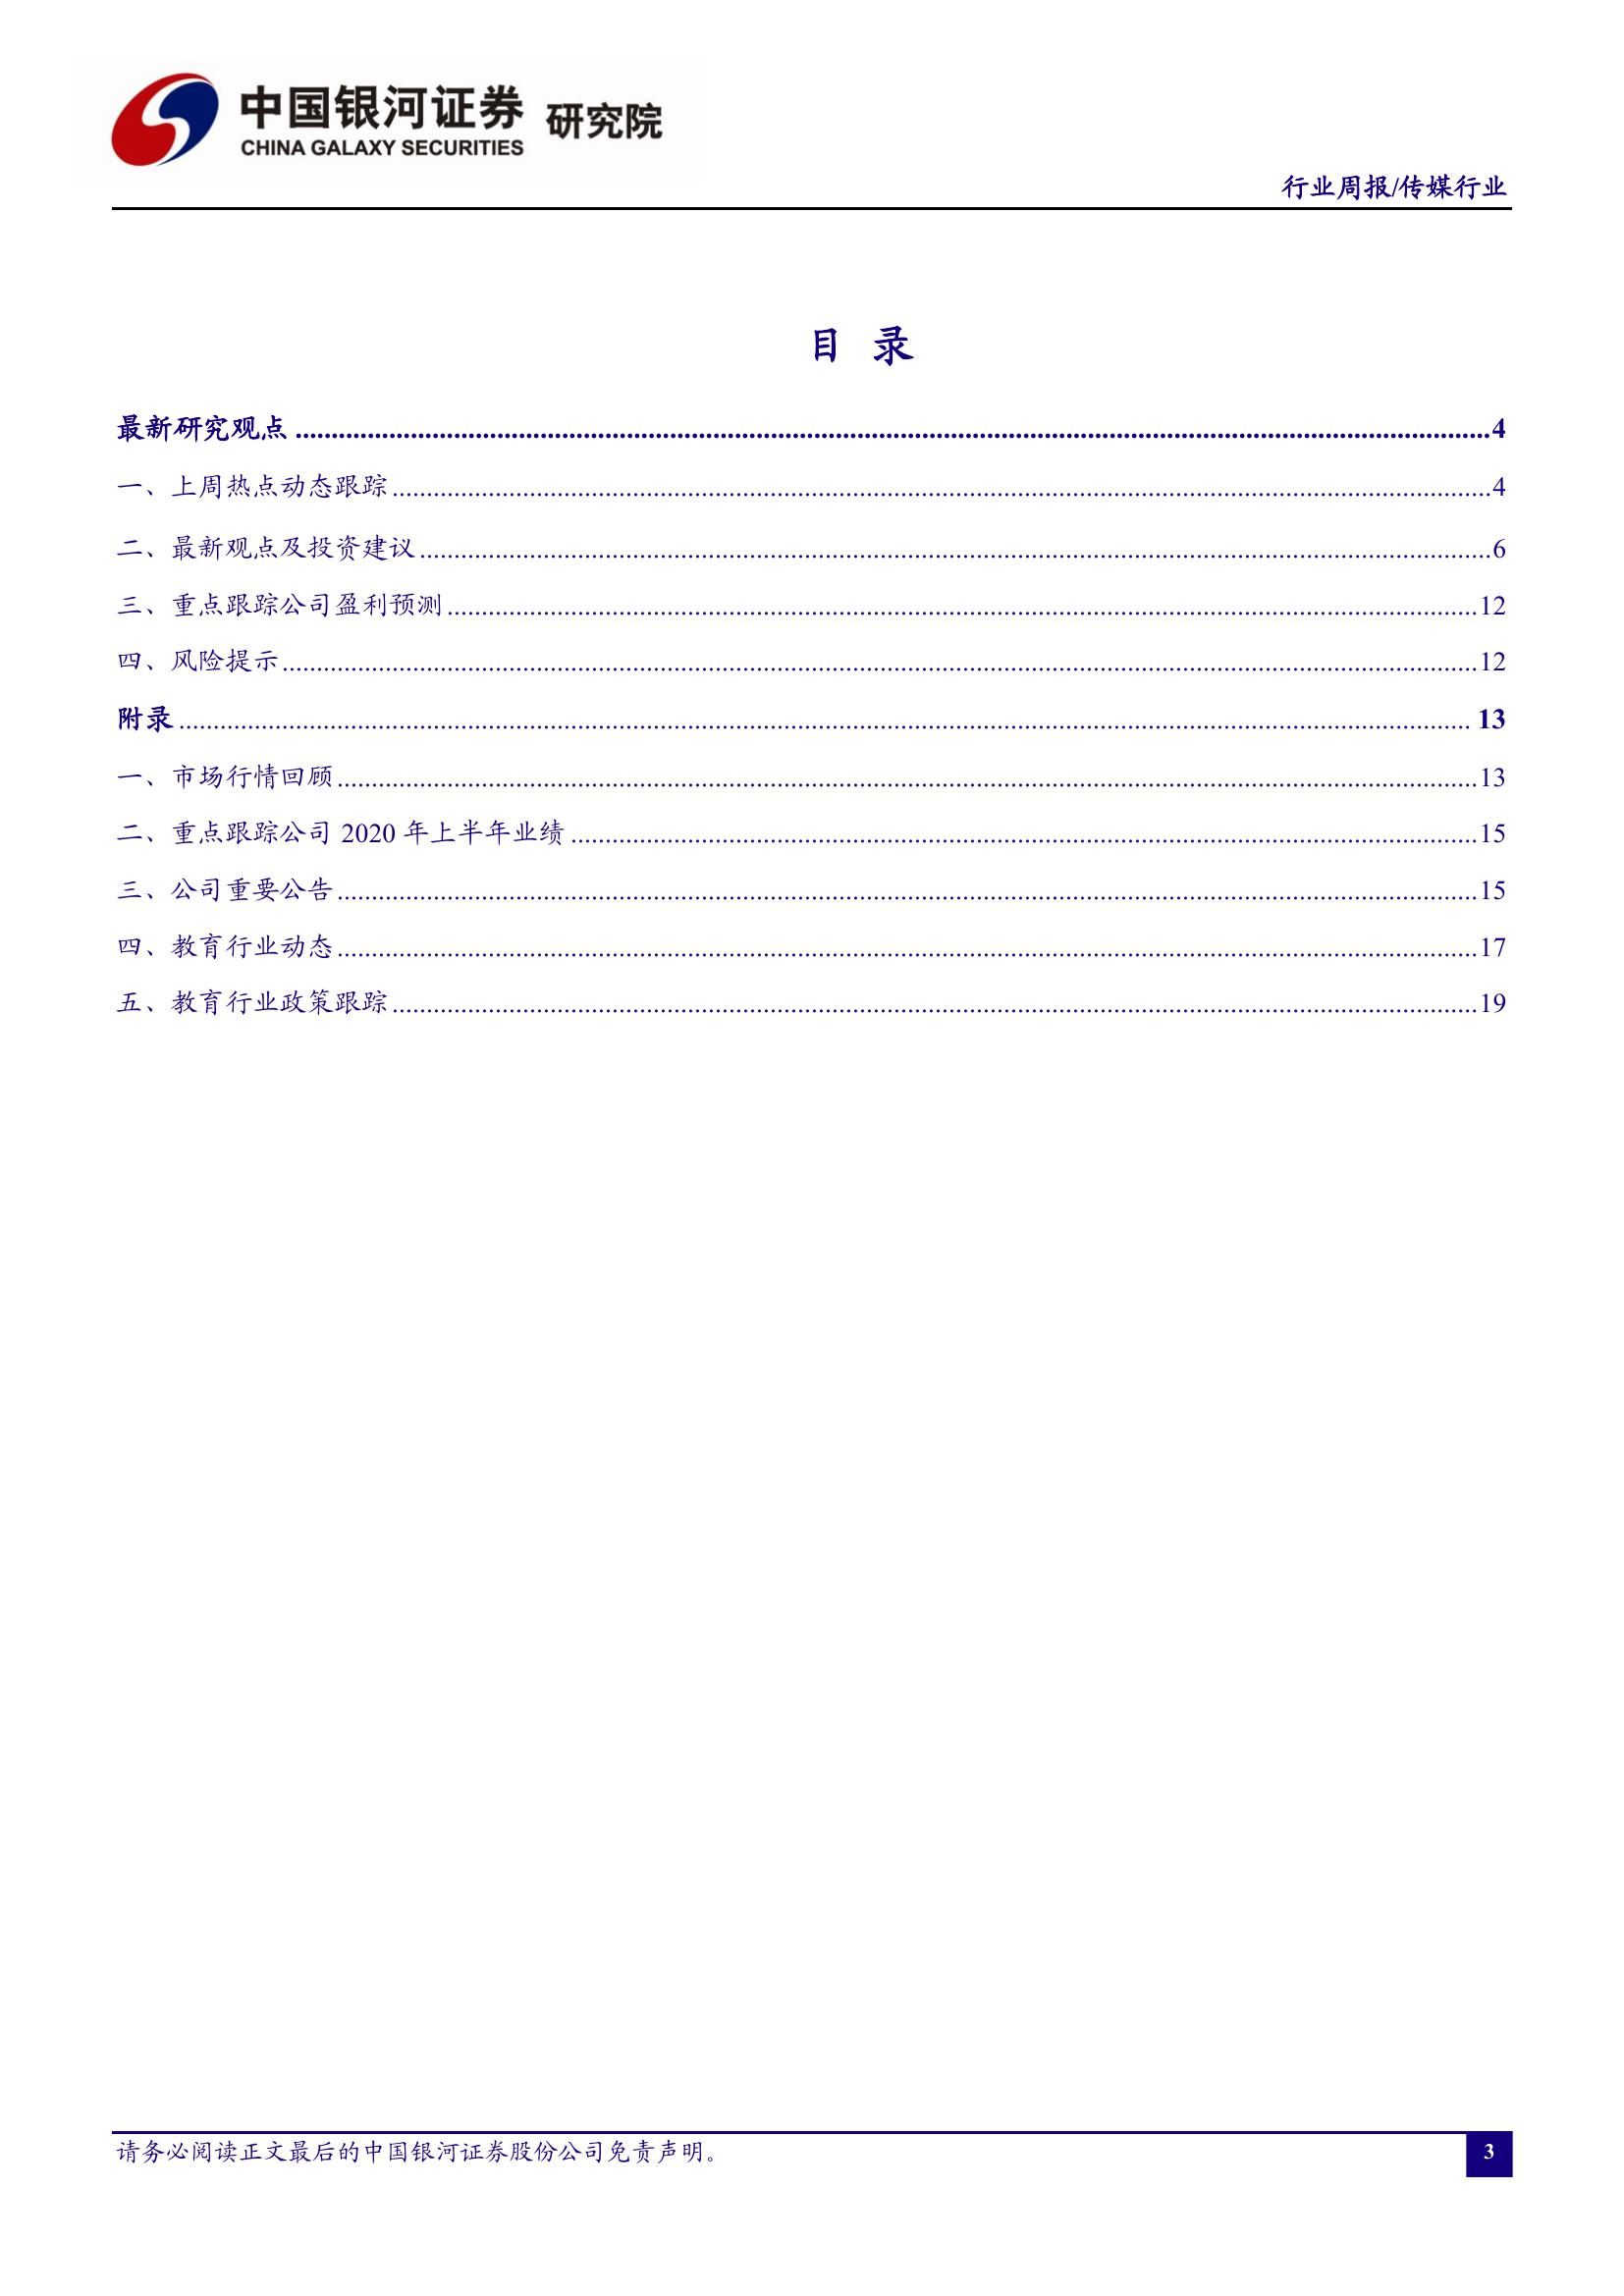 中国银河证券 研究院
CHINA GALAXY SECURITIES
行业周报/传媒行业
目 录
最新研究观点 4
一、上周热点动态跟踪 4
二、最新观点及投资建议 6
三、重点跟踪公司盈利预测 12
四、风险提示 12
附录 13
一、市场行情回顾 13
二、重点跟踪公司 2020 年上半年业绩 15
三、公司重要公告 15
四、教育行业动态 17
五、教育行业政策跟踪 19
请务必阅读正文最后的中国银河证券股份公司免责声明。 3